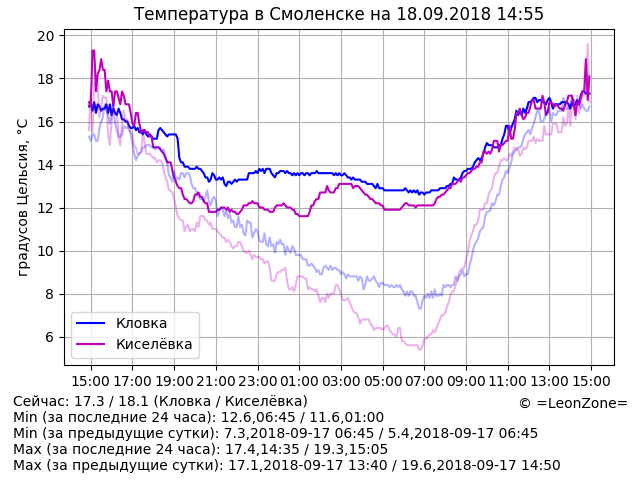 Температура в Смоленске на 18.09.2018 14:55
градусов Цельсия, °C
20
18
16
14
12
10
8
6
Кловка
Киселёвка
15:00 17:00 19:00 21:00 23:00 01:00 03:00 05:00 07:00 09:00 11:00 13:00 15:00
Сейчас: 17.3 / 18.1 (Кловка / Киселёвка)
© =LeonZone=
Min (за последние 24 часа): 12.6,06:45 / 11.6,01:00
Min (за предыдущие сутки): 7.3,2018-09-17 06:45 / 5.4,2018-09-17 06:45
Max (за последние 24 часа): 17.4,14:35 / 19.3,15:05
Max (за предыдущие сутки): 17.1,2018-09-17 13:40 / 19.6,2018-09-17 14:50